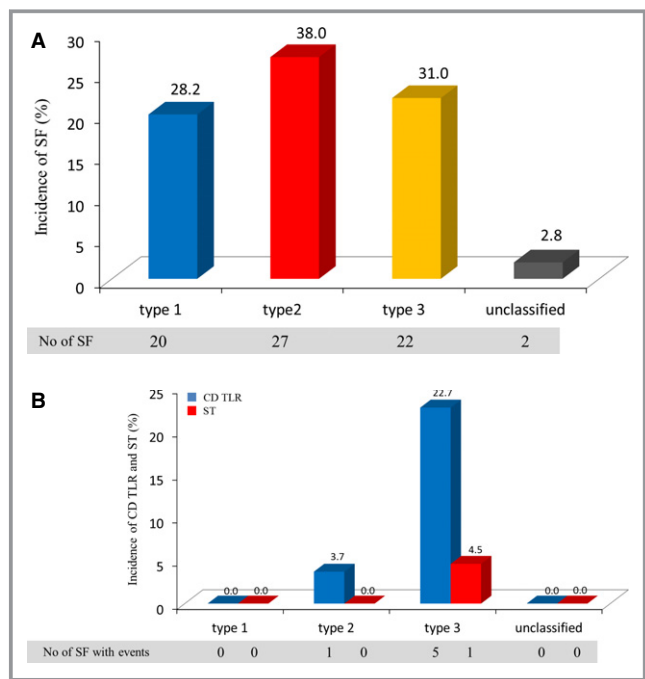 A
Incidence of SF (%)
30
25
20
15
10
5
0
28.2
38.0
31.0
2.8
type 1 type2 type 3 unclassified
No of SF 20 27 22 2
B
Incidence of CD TLR and ST (%)
CD TLR
ST
25
20
15
10
5
0
0.0 0.0
3.7 0.0
22.7 4.5
0.0 0.0
type 1 type 2 type 3 unclassified
No of SF with events 0 0 1 0 5 1 0 0